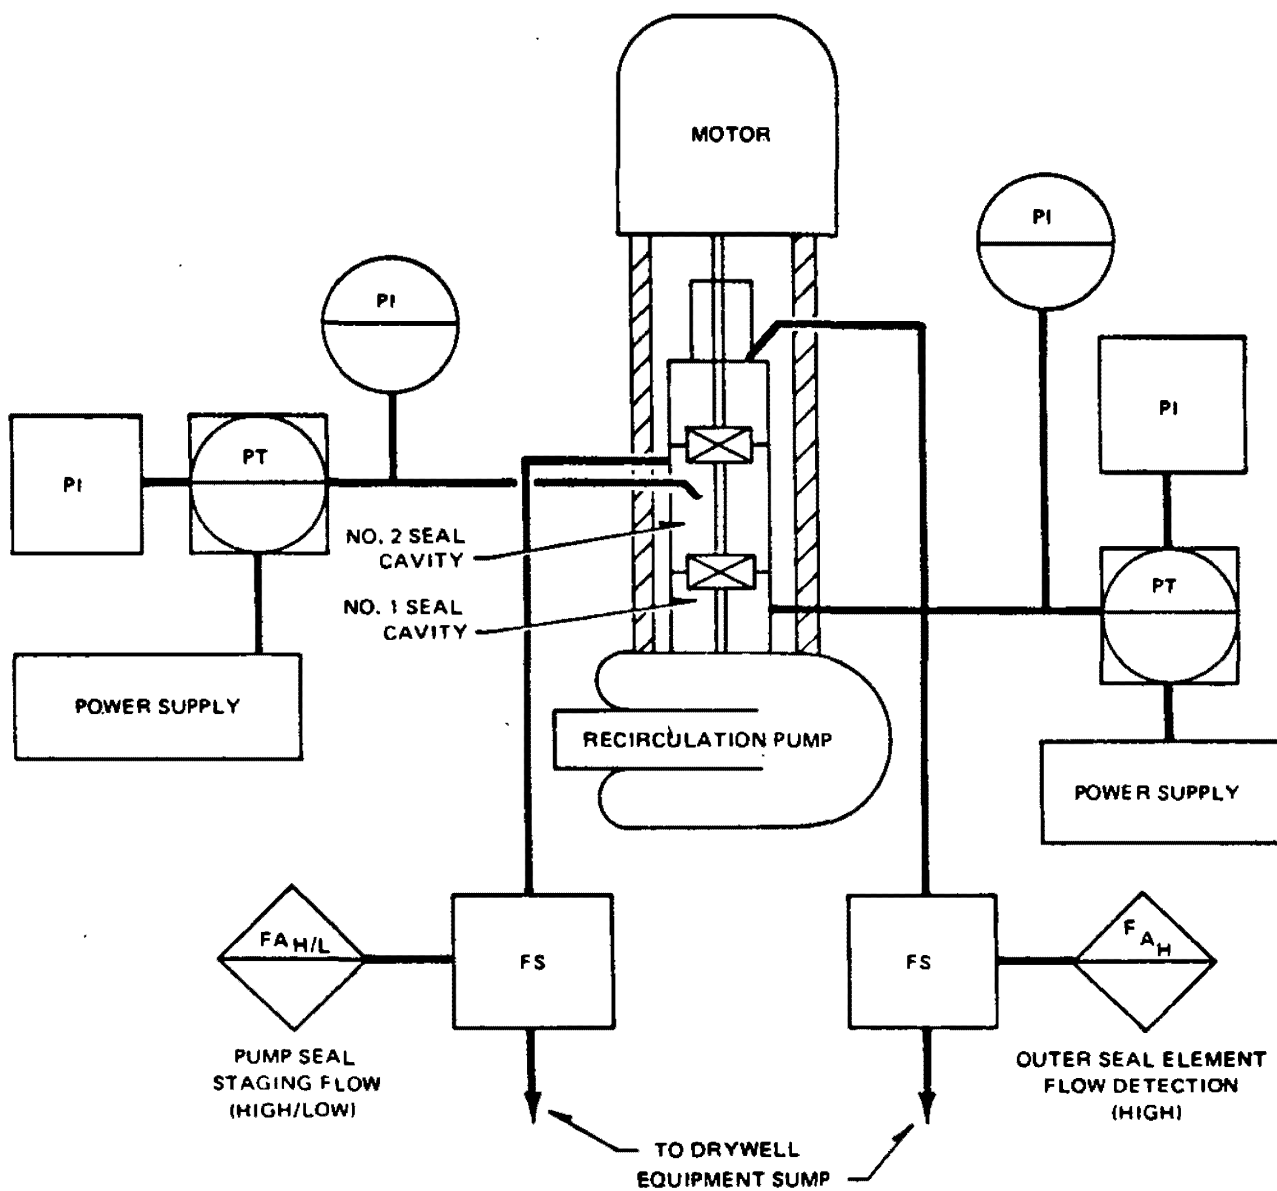 MOTOR
PI
PI
PI
PT
PI
NO. 2 SEAL
CAVITY
NO. 1 SEAL
CAVITY
PT
POWER SUPPLY
RECIRCULATION PUMP
POWER SUPPLY
FA H/L
FS
FS
FA H
PUMP SEAL
STAGING FLOW
(HIGH/LOW)
OUTER SEAL ELEMENT
FLOW DETECTION
(HIGH)
TO DRYWELL
EQUIPMENT SUMP